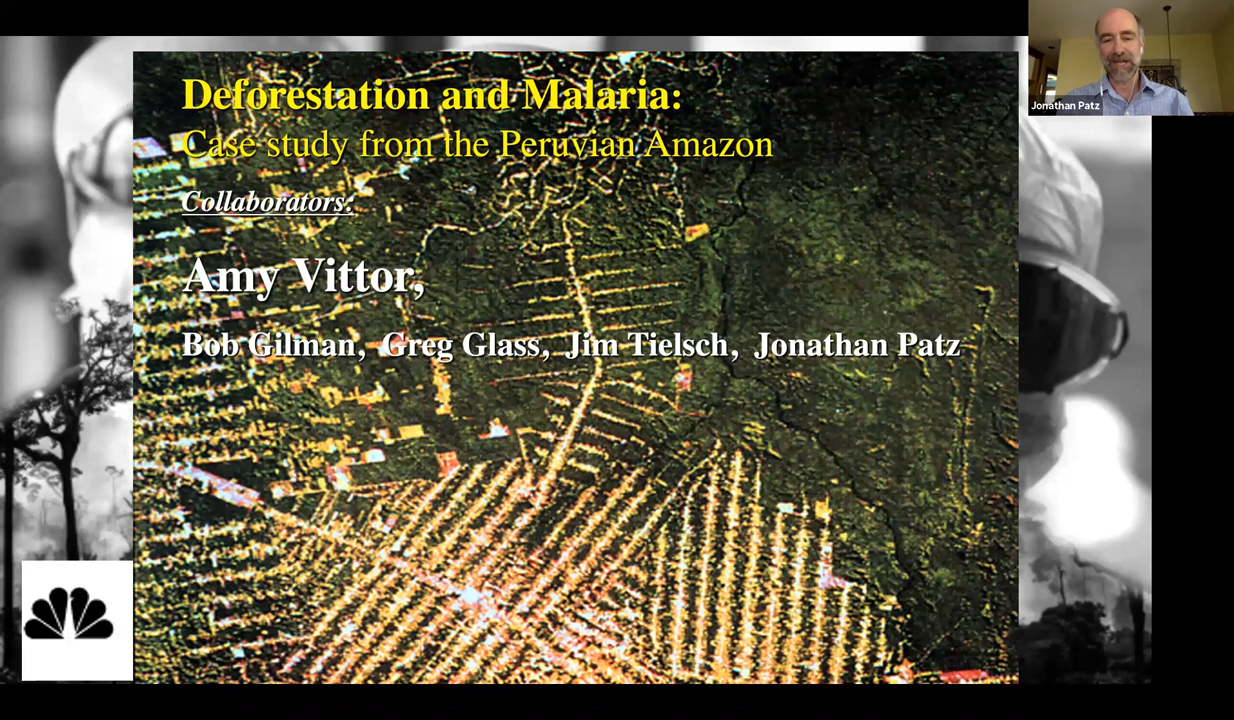 Deforestation and Malaria:
Case study from the Peruvian Amazon
Collaborators:
Amy Vittor,
Bob Gilman, Greg Glass, Jim Tielsch, Jonathan Patz
Jonathan Patz